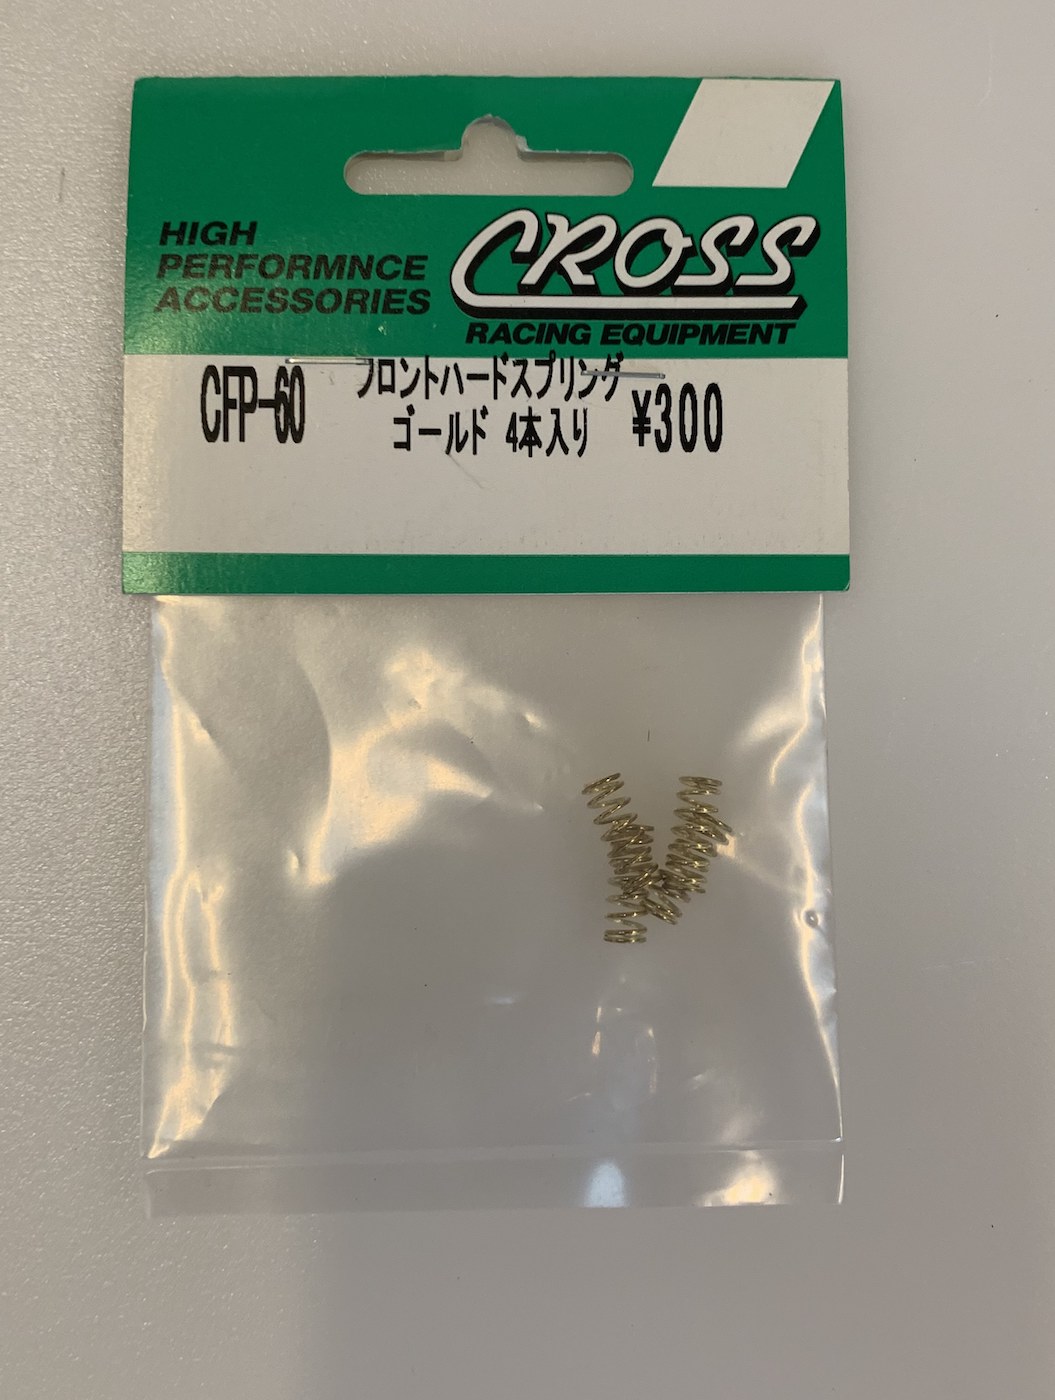 HIGH
PERFORMNCE
ACCESSORIES
CROSS
RACING EQUIPMENT
CFP-60
フロントハードスプリング
ゴールド 4本入り
¥300